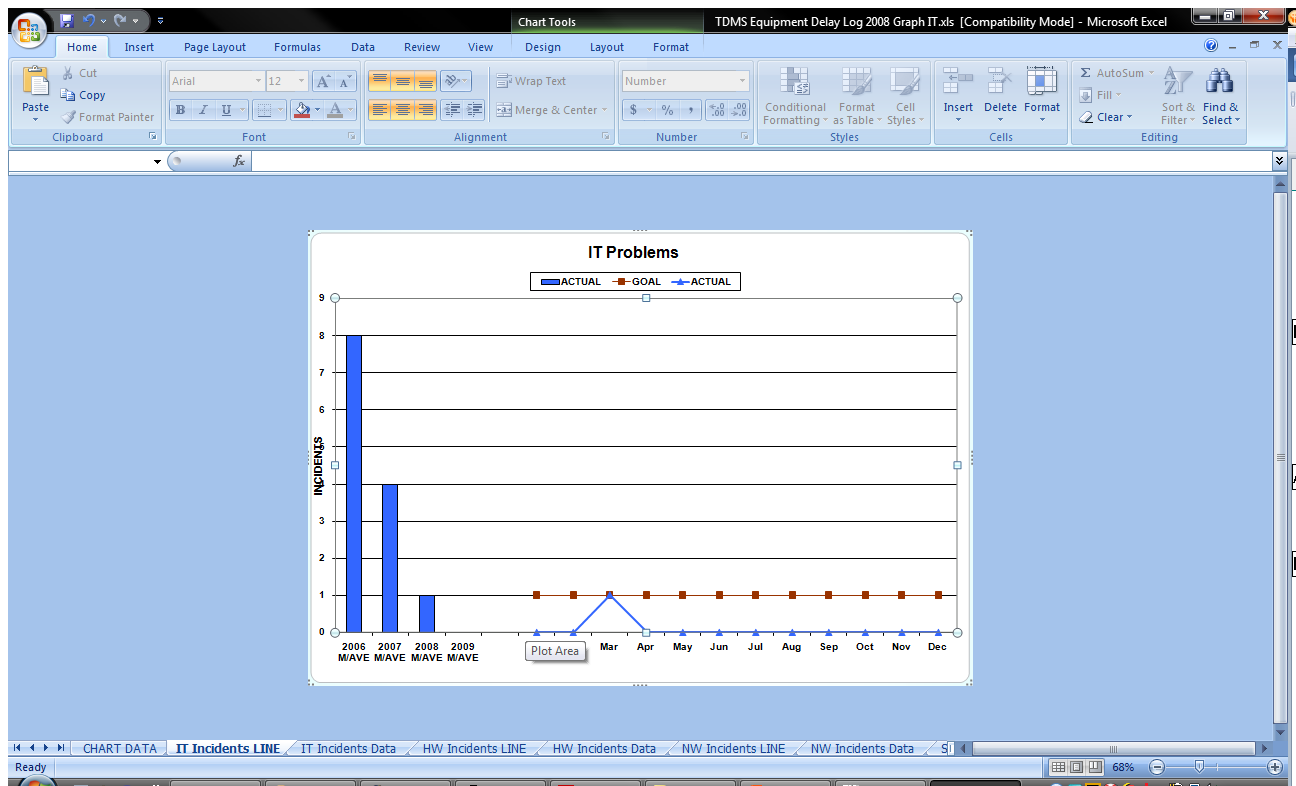 Chart Tools
TDMS Equipment Delay Log 2008 Graph IT.xls [Compatibility Mode] - Microsoft Excel
Home Insert Page Layout Formulas Data Review View Design Layout Format
Paste
Cut
Copy
Format Painter
Clipboard
Arial 12
B I U
Font
Wrap Text
Merge & Center
Alignment
Number
$ % ,
Number
Conditional Formatting
Format as Table
Cell Styles
Styles
Insert Delete Format
Cells
Σ AutoSum
Fill
Clear
Sort & Filter
Find & Select
Editing
fx
IT Problems
ACTUAL GOAL ACTUAL
INCIDENTS
9
8
7
6
5
4
3
2
1
0
2006 M/AVE
2007 M/AVE
2008 M/AVE
2009 M/AVE
Plot Area
Mar Apr May Jun Jul Aug Sep Oct Nov Dec
CHART DATA IT Incidents LINE IT Incidents Data HW Incidents LINE HW Incidents Data NW Incidents LINE NW Incidents Data
Ready
68%